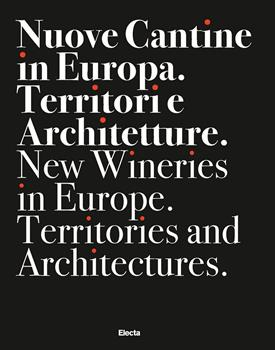 Nuove Cantine
in Europa.
Territori e
Architetture.
New Wineries
in Europe.
Territories and
Architectures.
Electa